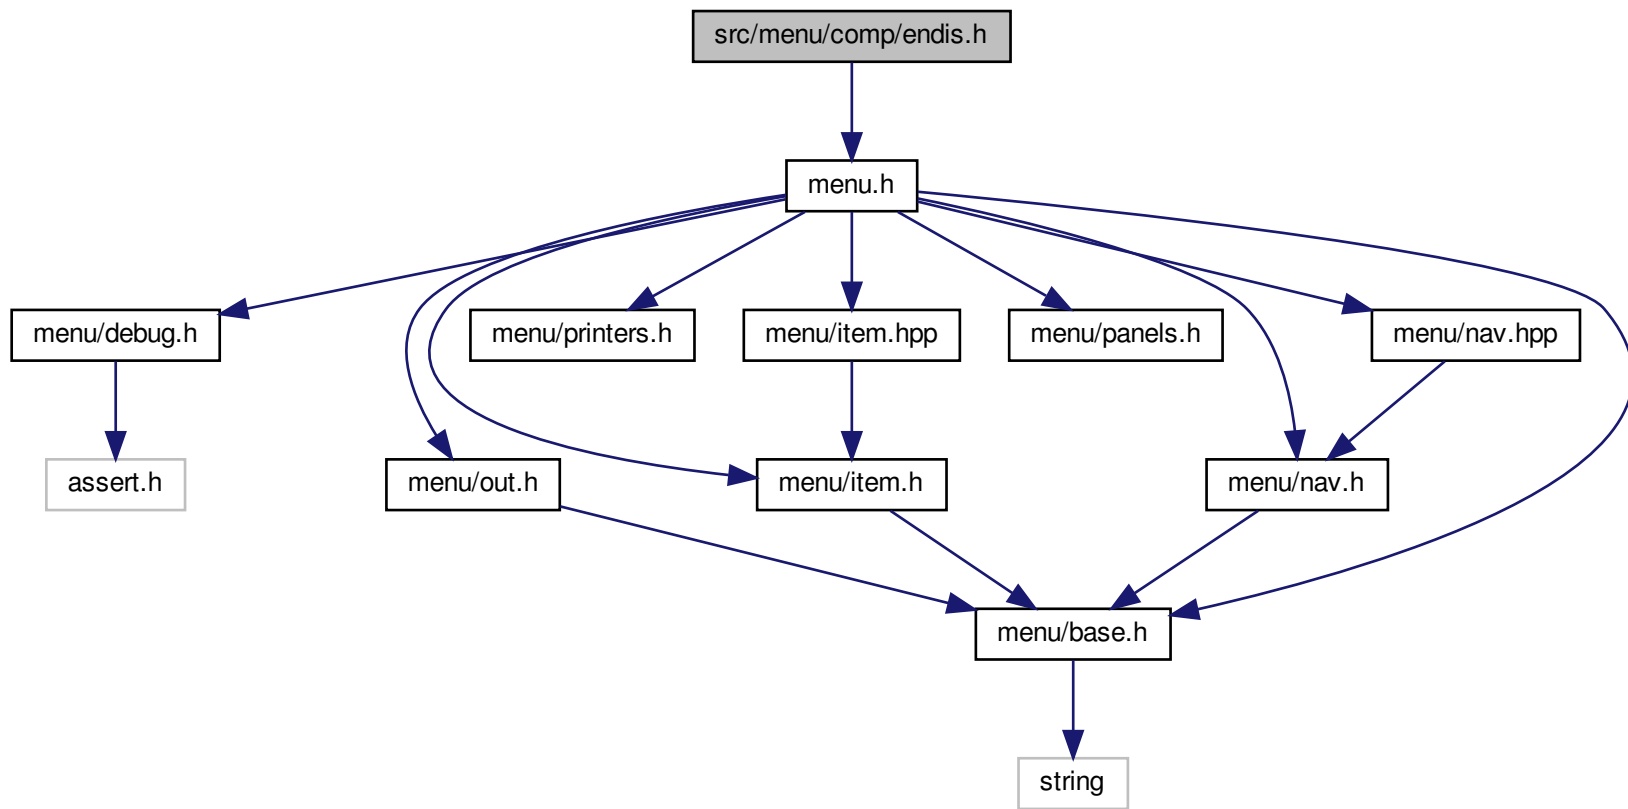 src/menu/comp/endis.h
menu.h
menu/debug.h
menu/printers.h
menu/item.hpp
menu/panels.h
menu/nav.hpp
assert.h
menu/out.h
menu/item.h
menu/nav.h
menu/base.h
string